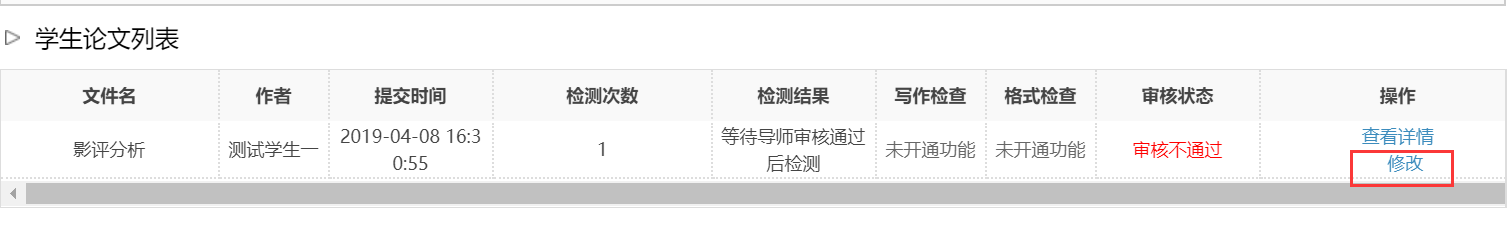 学生论文列表
文件名 作者 提交时间 检测次数 检测结果 写作检查 格式检查 审核状态 操作
影评分析 测试学生一 2019-04-08 16:3
0:55 1 等待导师审核通过
后检测 未开通功能 未开通功能 审核不通过 查看详情
修改